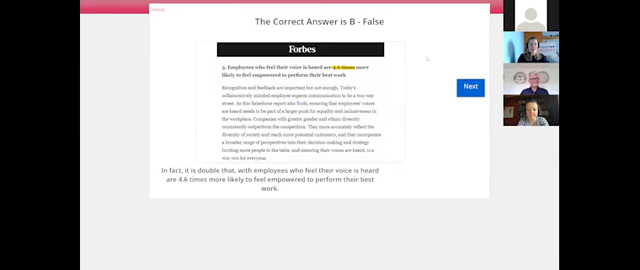 Home
The Correct Answer is B - False
Forbes
5. Employees who feel their voice is heard are 4.6 times more
likely to feel empowered to perform their best work
Recognition and feedback are important but not enough. Today's
collaboratively-minded employee expects communication to be a two-way
street. As this Salesforce report also finds, ensuring that employees' voices
are heard needs to be part of a larger push for equality and inclusiveness in
the workplace. Companies with greater gender and ethnic diversity
consistently outperform the competition. They more accurately reflect the
diversity of society and reach more potential customers, and they incorporate
a broader range of perspectives into their decision-making and strategy.
Inviting more people to the table, and ensuring their voices are heard, is a
win-win for everyone.
Next
In fact, it is double that, with employees who feel their voice is heard
are 4.6 times more likely to feel empowered to perform their best
work.